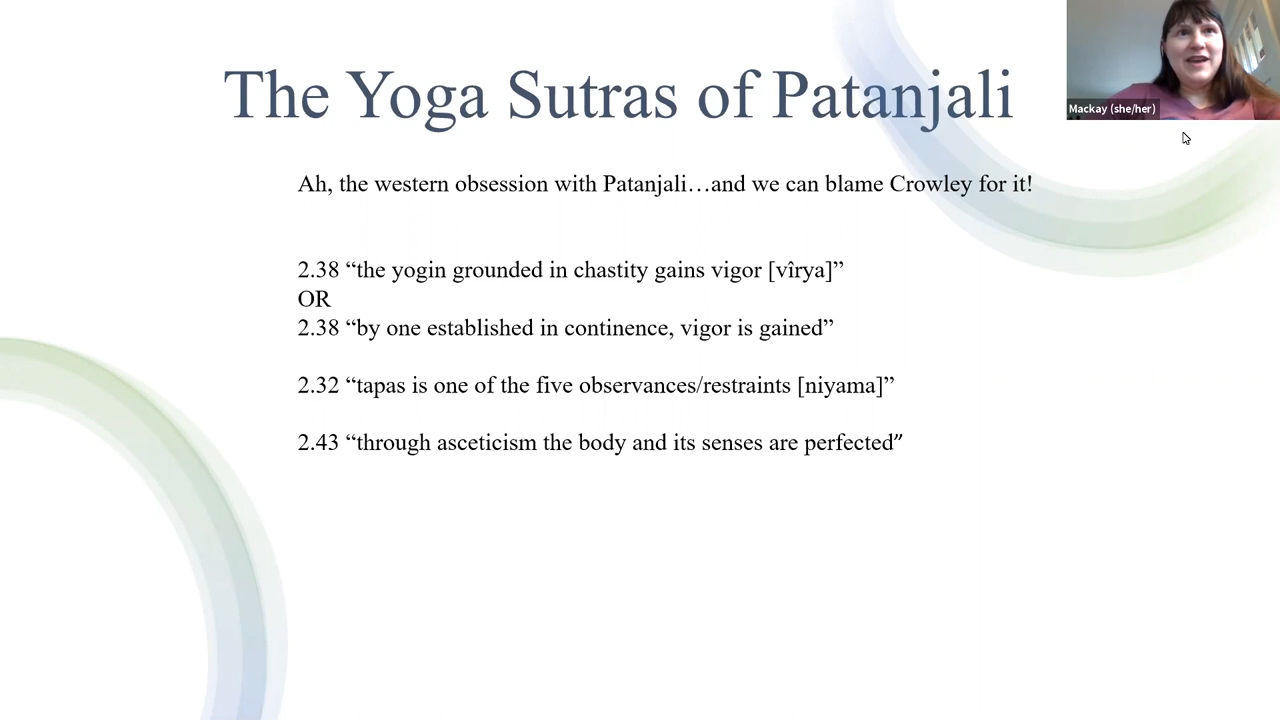 The Yoga Sutras of Patanjali
Mackay (she/her)
Ah, the western obsession with Patanjali…and we can blame Crowley for it!
2.38 “the yogin grounded in chastity gains vigor [vîrya]”
OR
2.38 “by one established in continence, vigor is gained”
2.32 “tapas is one of the five observances/restraints [niyama]”
2.43 “through asceticism the body and its senses are perfected”